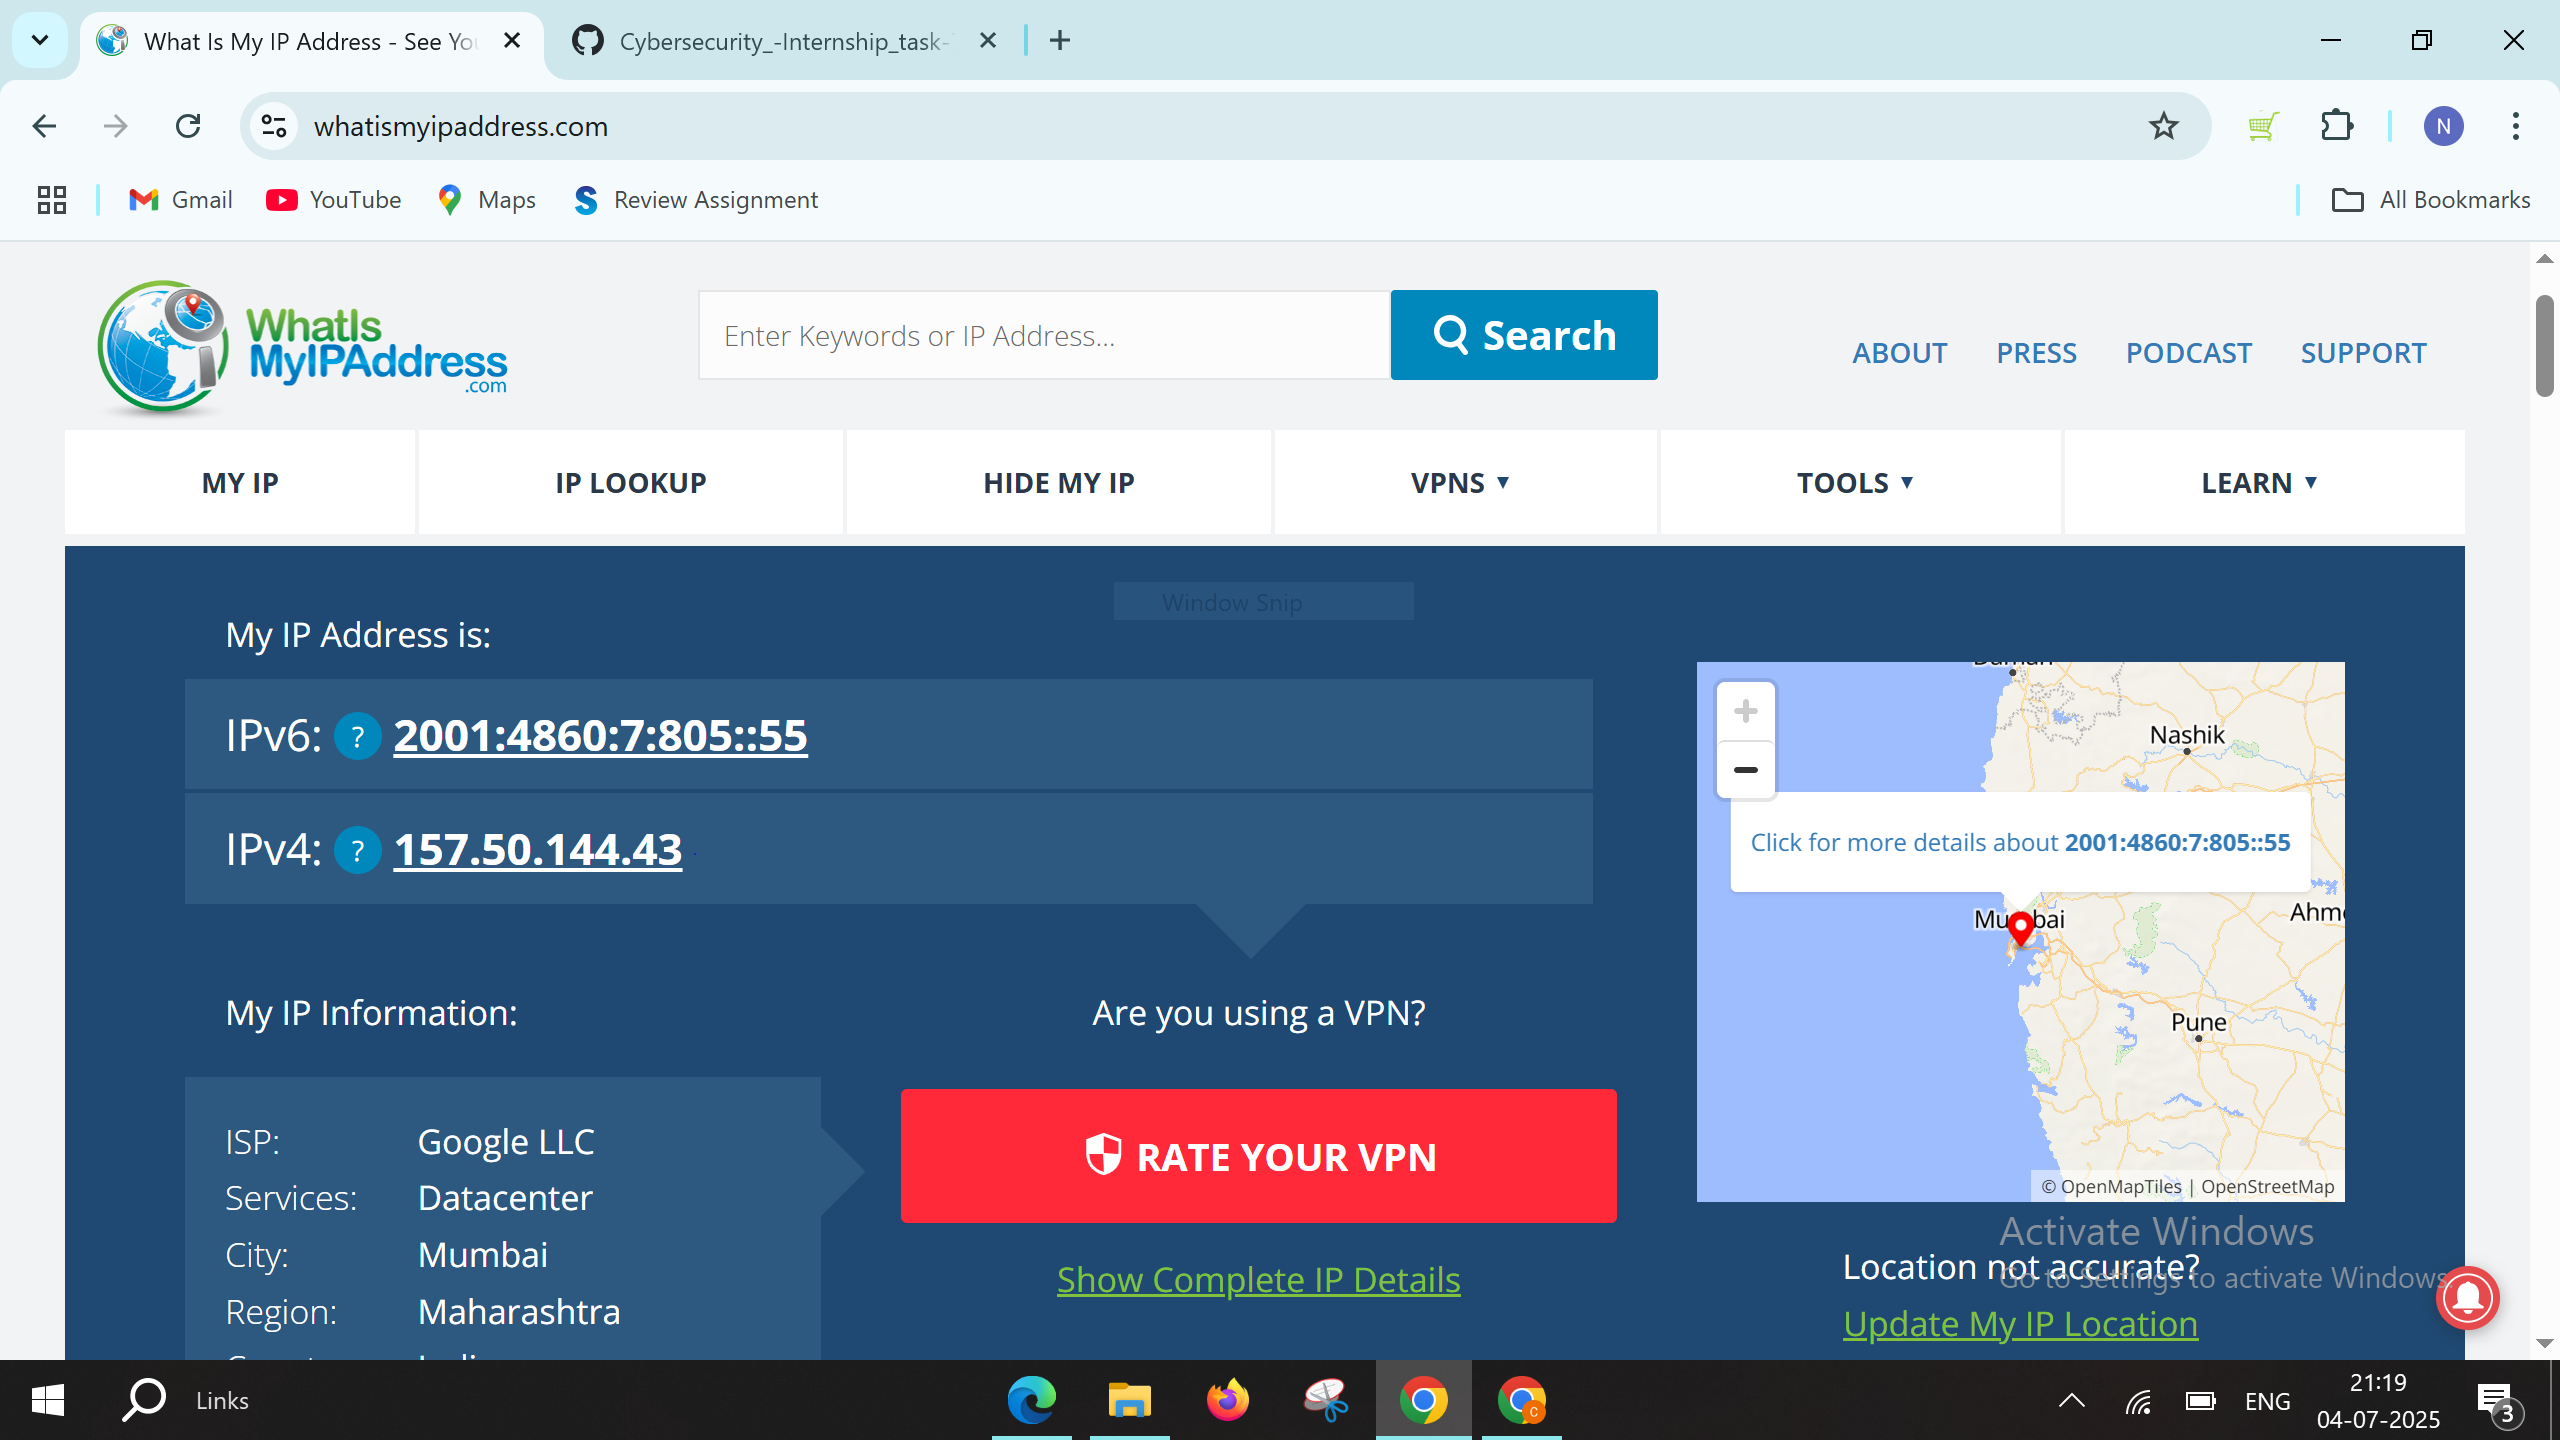 What Is My IP Address - See Yo
Cybersecurity_-Internship_task-
whatismyipaddress.com
N
Gmail
YouTube
Maps
Review Assignment
All Bookmarks
WhatIs
MyIPAddress
.com
Enter Keywords or IP Address...
Search
ABOUT
PRESS
PODCAST
SUPPORT
MY IP
IP LOOKUP
HIDE MY IP
VPNS
TOOLS
LEARN
Window Snip
My IP Address is:
IPv6: ? 2001:4860:7:805::55
IPv4: ? 157.50.144.43
Nashik
Click for more details about 2001:4860:7:805::55
Mumbai
Ahm
Pune
© OpenMapTiles | OpenStreetMap
My IP Information:
Are you using a VPN?
ISP: Google LLC
Services: Datacenter
City: Mumbai
Region: Maharashtra
RATE YOUR VPN
Show Complete IP Details
Activate Windows
Location not accurate?
Go to Settings to activate Windows.
Update My IP Location
Links
C
ENG
21:19
04-07-2025
3